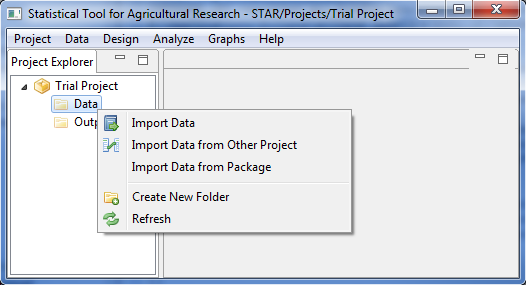 Statistical Tool for Agricultural Research - STAR/Projects/Trial Project
Project Data Design Analyze Graphs Help
Project Explorer
Trial Project
Data
Outp
Import Data
Import Data from Other Project
Import Data from Package
Create New Folder
Refresh